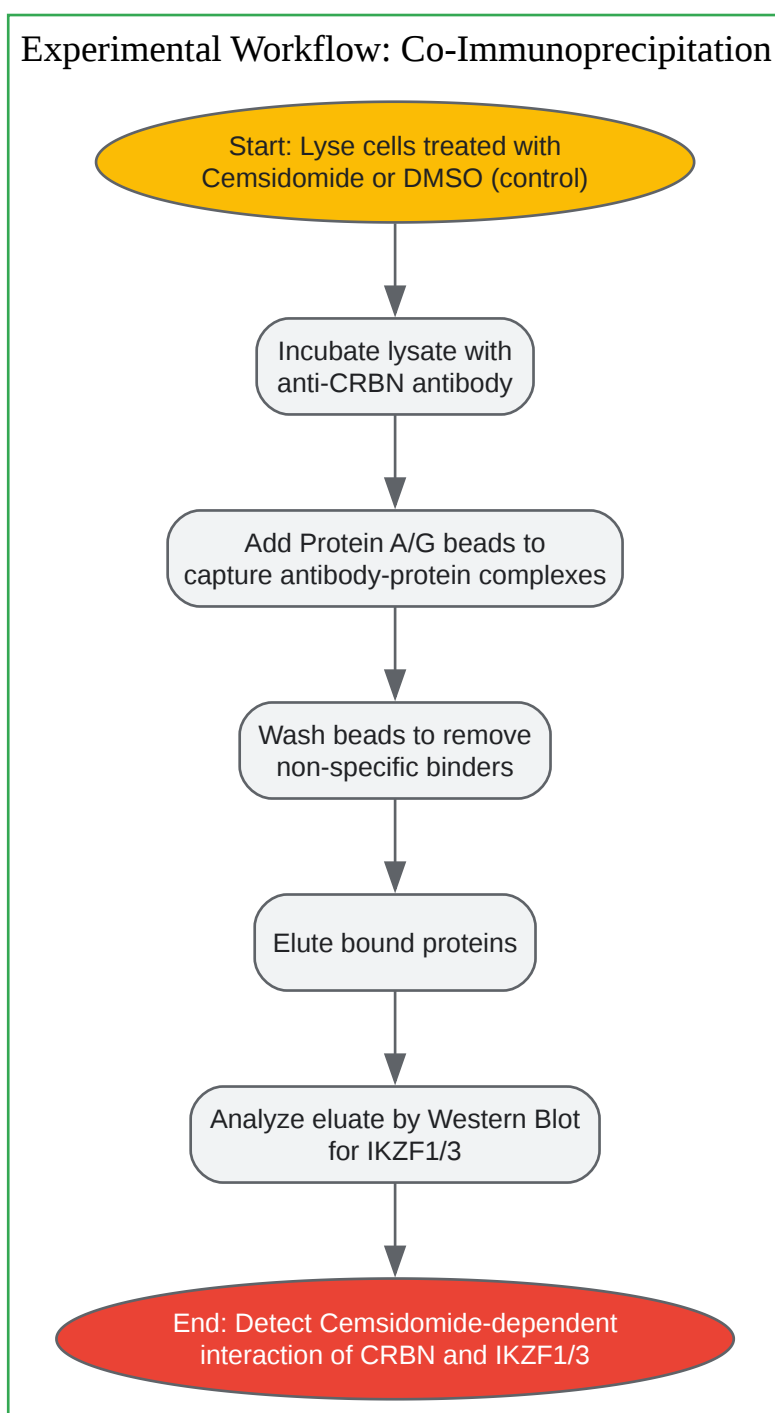 Experimental Workflow: Co-Immunoprecipitation
Start: Lyse cells treated with
Cemsidomide or DMSO (control)
Incubate lysate with
anti-CRBN antibody
Add Protein A/G beads to
capture antibody-protein complexes
Wash beads to remove
non-specific binders
Elute bound proteins
Analyze eluate by Western Blot
for IKZF1/3
End: Detect Cemsidomide-dependent
interaction of CRBN and IKZF1/3